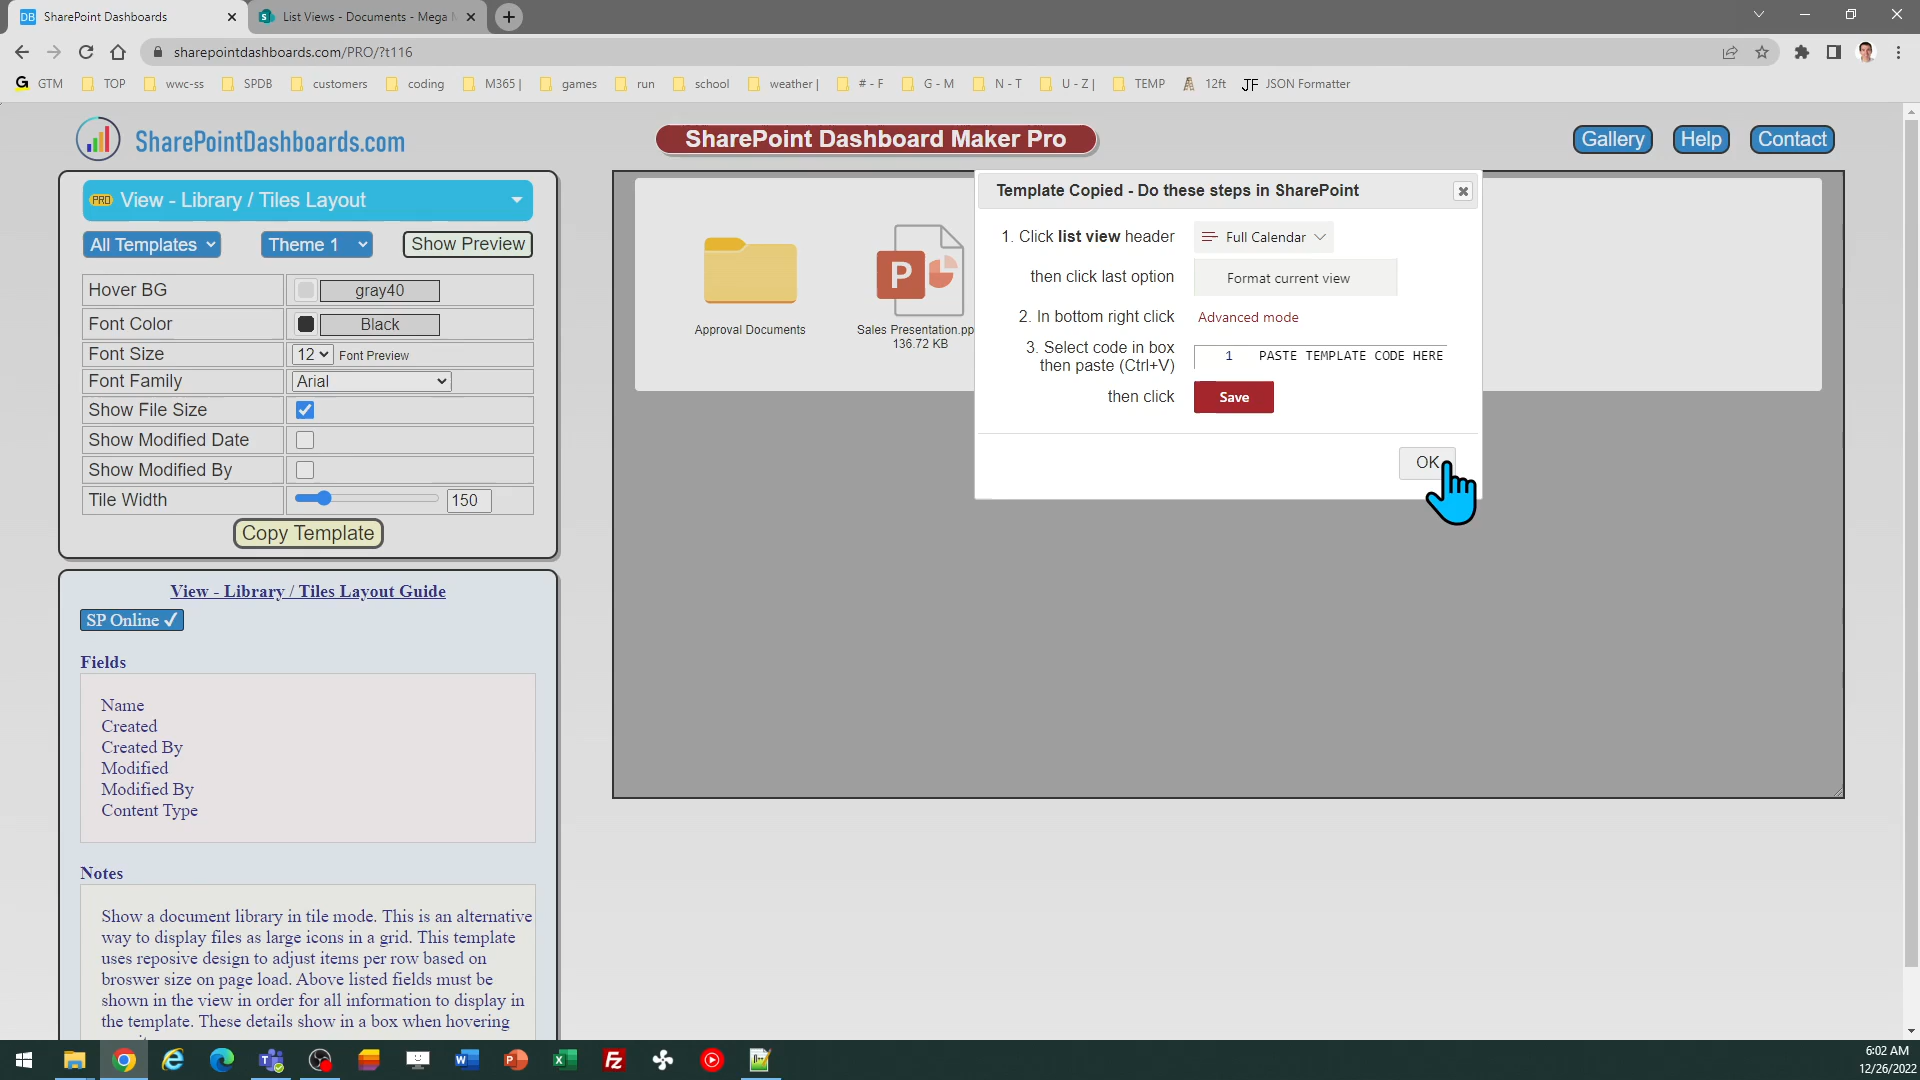 DB SharePoint Dashboards
S List Views - Documents - Mega
sharepointdashboards.com/PRO/?t116
G GTM TOP wwc-ss SPDB customers coding M365 | games run school weather | # - F G - M N - T U - Z | TEMP 12ft JF JSON Formatter
SharePointDashboards.com
SharePoint Dashboard Maker Pro
Gallery Help Contact
PRO View - Library / Tiles Layout
All Templates Theme 1 Show Preview
Hover BG gray40
Font Color Black
Font Size 12 Font Preview
Font Family Arial
Show File Size
Show Modified Date
Show Modified By
Tile Width 150
Copy Template
View - Library / Tiles Layout Guide
SP Online ✓
Fields
Name
Created
Created By
Modified
Modified By
Content Type
Notes
Show a document library in tile mode. This is an alternative
way to display files as large icons in a grid. This template
uses reposive design to adjust items per row based on
broswer size on page load. Above listed fields must be
shown in the view in order for all information to display in
the template. These details show in a box when hovering
Approval Documents
P
Sales Presentation.pp
136.72 KB
Template Copied - Do these steps in SharePoint
1. Click list view header Full Calendar
then click last option Format current view
2. In bottom right click Advanced mode
3. Select code in box
then paste (Ctrl+V)
1 PASTE TEMPLATE CODE HERE
then click Save
OK
6:02 AM
12/26/2022